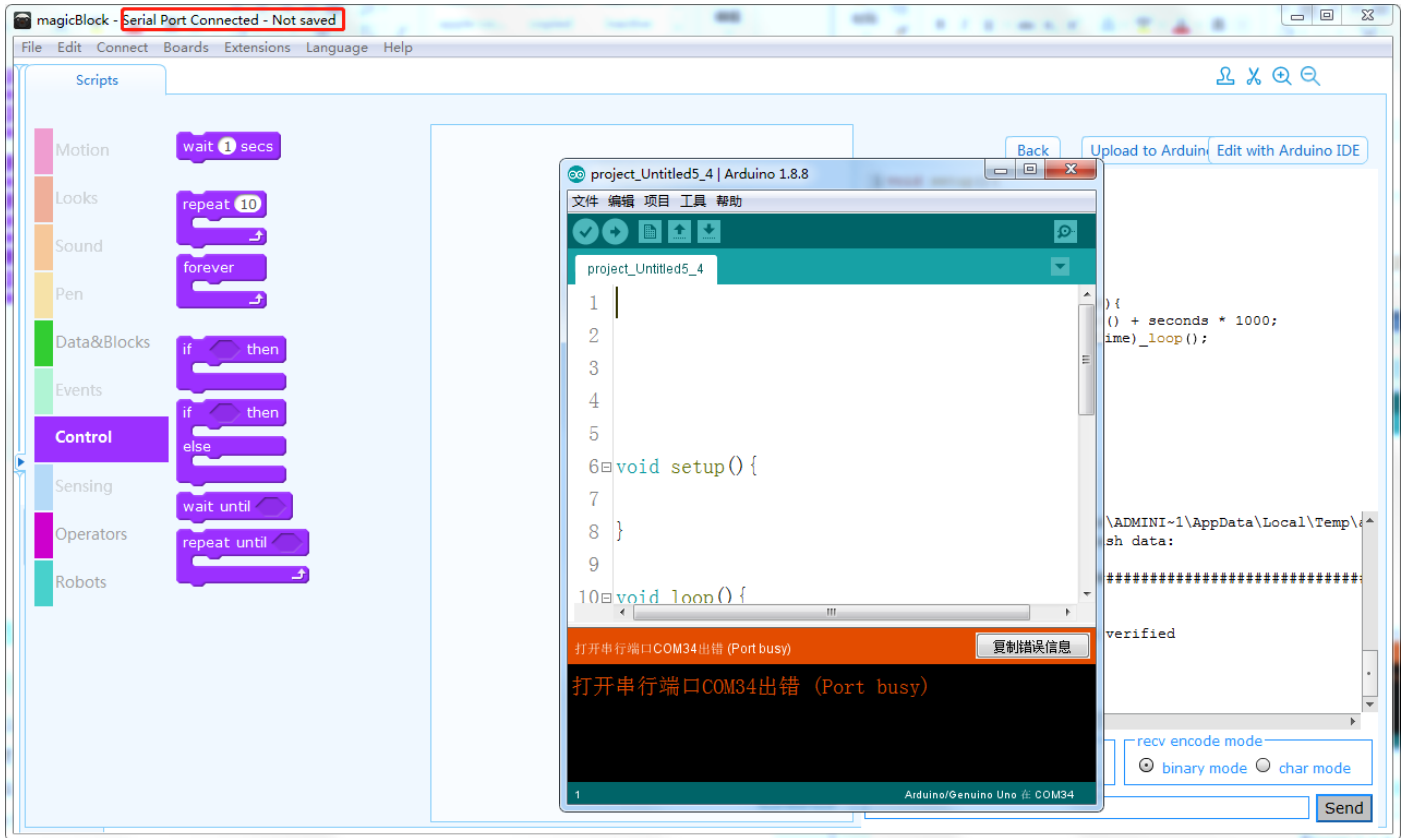 magicBlock - Serial Port Connected - Not saved
File Edit Connect Boards Extensions Language Help
Scripts
Motion
Looks
Sound
Pen
Data&Blocks
Events
Control
Sensing
Operators
Robots
wait 1 secs
repeat 10
forever
if then
if then
else
wait until
repeat until
Back
Upload to Arduin
Edit with Arduino IDE
project_Untitled5_4 | Arduino 1.8.8
文件 编辑 项目 工具 帮助
project_Untitled5_4
1
2
3
4
5
6 void setup(){
7
8 }
9
10 void loop(){
打开串行端口COM34出错 (Port busy)
复制错误信息
打开串行端口COM34出错 (Port busy)
1
Arduino/Genuino Uno 在 COM34
){
() + seconds * 1000;
ime)_loop();
\ADMINI~1\AppData\Local\Temp\
sh data:
##############################
verified
recv encode mode
binary mode char mode
Send